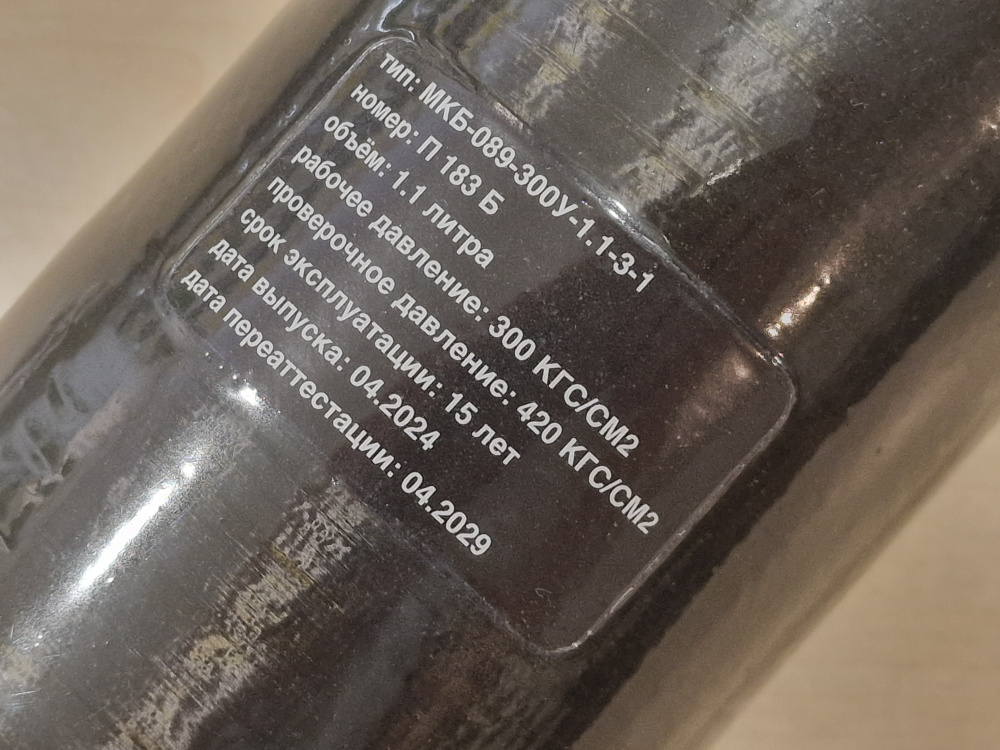 тип: МКБ-089-300У-1.1-3-1
номер: П 183 Б
объём: 1.1 литра
рабочее давление: 300 КГС/СМ2
проверочное давление: 420 КГС/СМ2
срок эксплуатации: 15 лет
дата выпуска: 04.2024
дата переаттестации: 04.2029